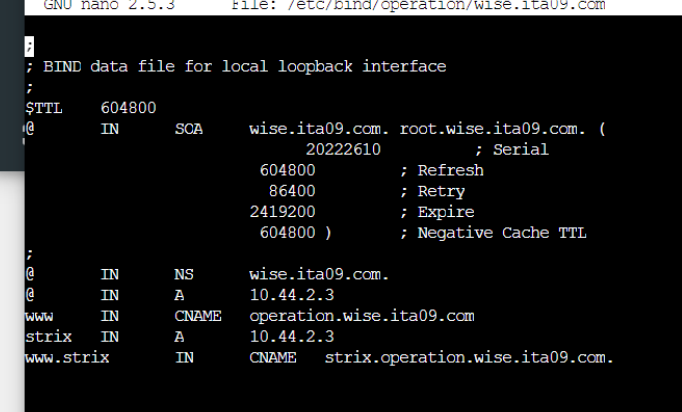 GNU nano 2.5.3 File: /etc/bind/operation/wise.ita09.com
;
; BIND data file for local loopback interface
;
$TTL 604800
@ IN SOA wise.ita09.com. root.wise.ita09.com. (
20222610 ; Serial
604800 ; Refresh
86400 ; Retry
2419200 ; Expire
604800 ) ; Negative Cache TTL
;
@ IN NS wise.ita09.com.
@ IN A 10.44.2.3
www IN CNAME operation.wise.ita09.com
strix IN A 10.44.2.3
www.strix IN CNAME strix.operation.wise.ita09.com.